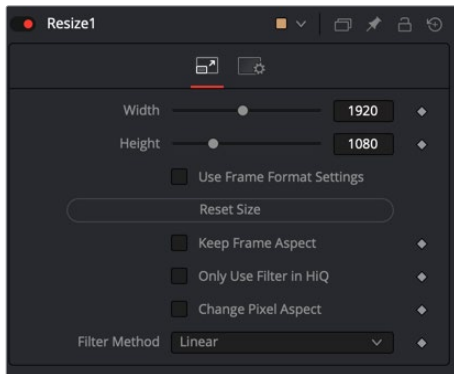 Resize1
Width 1920
Height 1080
Use Frame Format Settings
Reset Size
Keep Frame Aspect
Only Use Filter in HiQ
Change Pixel Aspect
Filter Method Linear